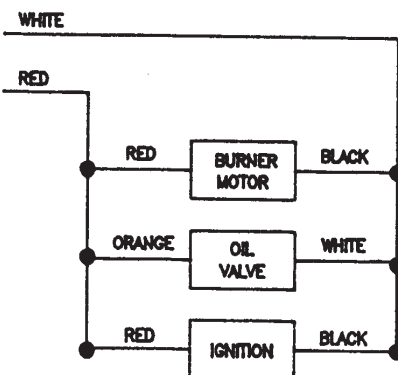 WHITE
RED
RED
BURNER
MOTOR
BLACK
ORANGE
OIL
VALVE
WHITE
RED
IGNITION
BLACK